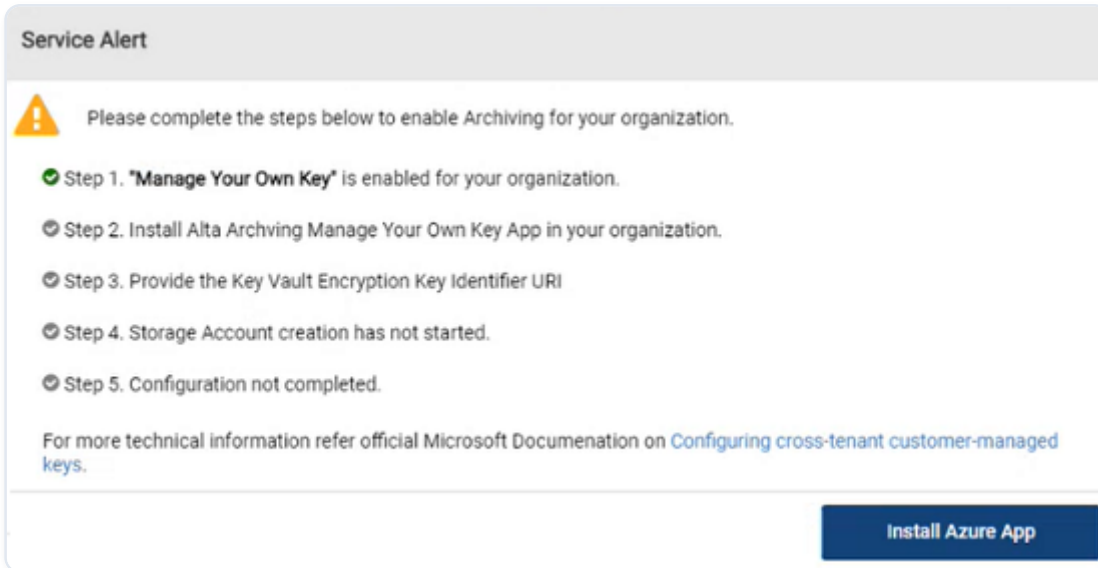 Service Alert
Please complete the steps below to enable Archiving for your organization.
Step 1. "Manage Your Own Key" is enabled for your organization.
Step 2. Install Alta Archving Manage Your Own Key App in your organization.
Step 3. Provide the Key Vault Encryption Key Identifier URI
Step 4. Storage Account creation has not started.
Step 5. Configuration not completed.
For more technical information refer official Microsoft Documenation on Configuring cross-tenant customer-managed
keys.
Install Azure App